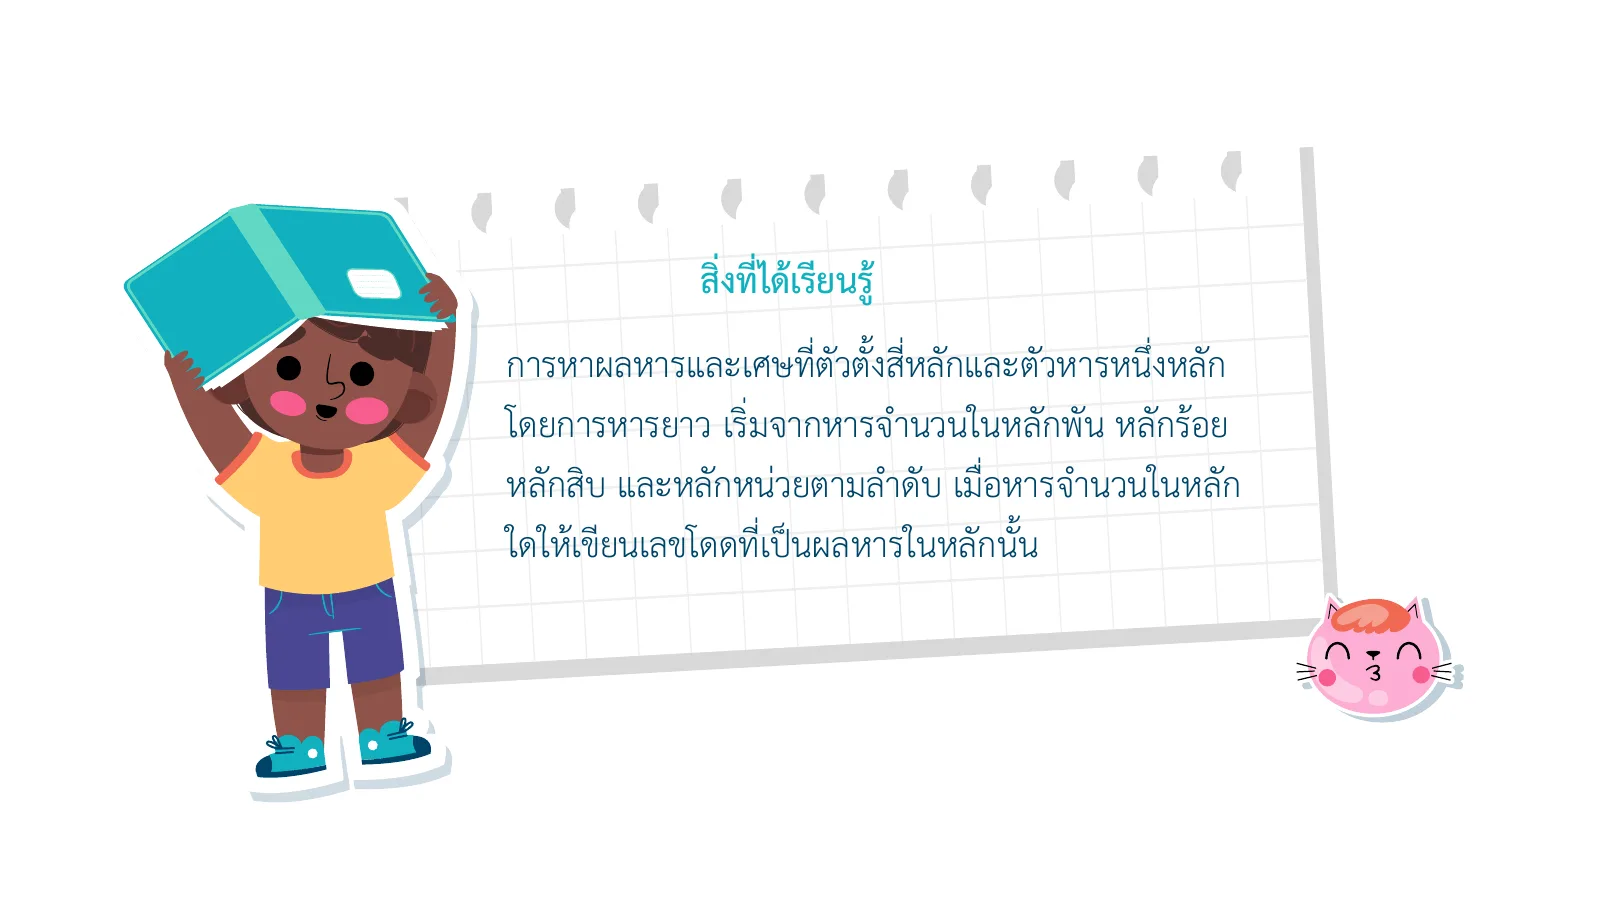 สิ่งที่ได้เรียนรู้
การหาผลหารและเศษที่ตัวตั้งสี่หลักและตัวหารหนึ่งหลัก
โดยการหารยาว เริ่มจากหารจำนวนในหลักพัน หลักร้อย
หลักสิบ และหลักหน่วยตามลำดับ เมื่อหารจำนวนในหลัก
ใดให้เขียนเลขโดดที่เป็นผลหารในหลักนั้น